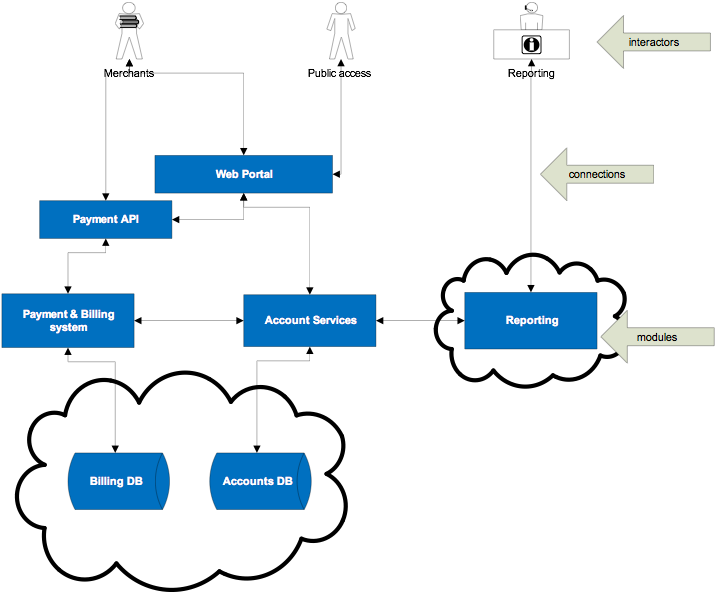 Merchants
Public access
Reporting
interactors
connections
Web Portal
Payment API
Payment & Billing
system
Account Services
Reporting
modules
Billing DB
Accounts DB